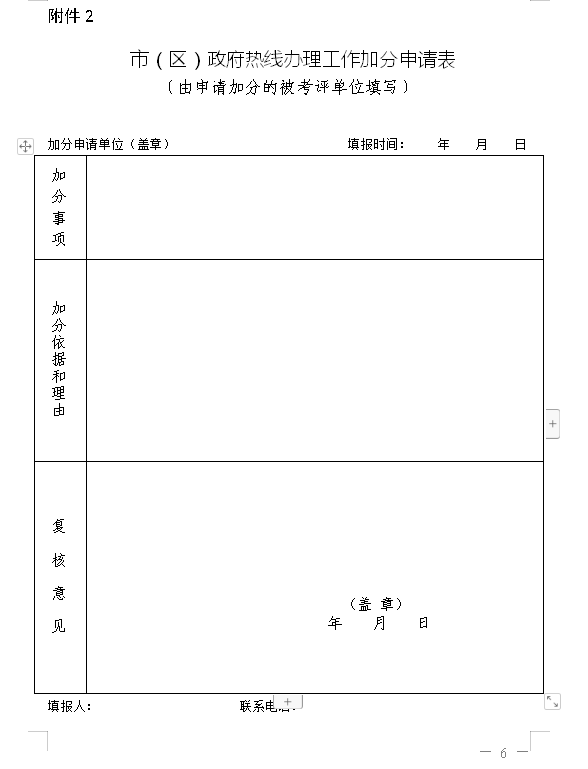 附件2
市（区）政府热线办理工作加分申请表
〔由申请加分的被考评单位填写〕
加分申请单位（盖章） 填报时间： 年 月 日
加
分
事
项
加
分
依
据
和
理
由
复
核
意
见
（盖 章）
年 月 日
填报人： 联系电话：
— 6 —